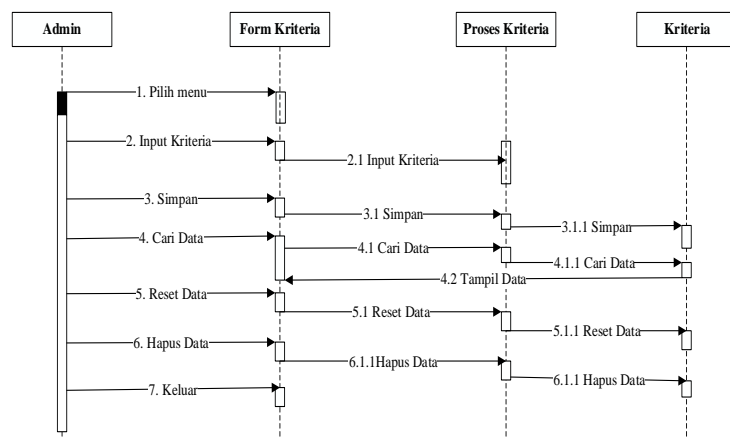 Admin
Form Kriteria
Proses Kriteria
Kriteria
1. Pilih menu
2. Input Kriteria
2.1 Input Kriteria
3. Simpan
3.1 Simpan
3.1.1 Simpan
4. Cari Data
4.1 Cari Data
4.1.1 Cari Data
4.2 Tampil Data
5. Reset Data
5.1 Reset Data
5.1.1 Reset Data
6. Hapus Data
6.1.1Hapus Data
6.1.1 Hapus Data
7. Keluar